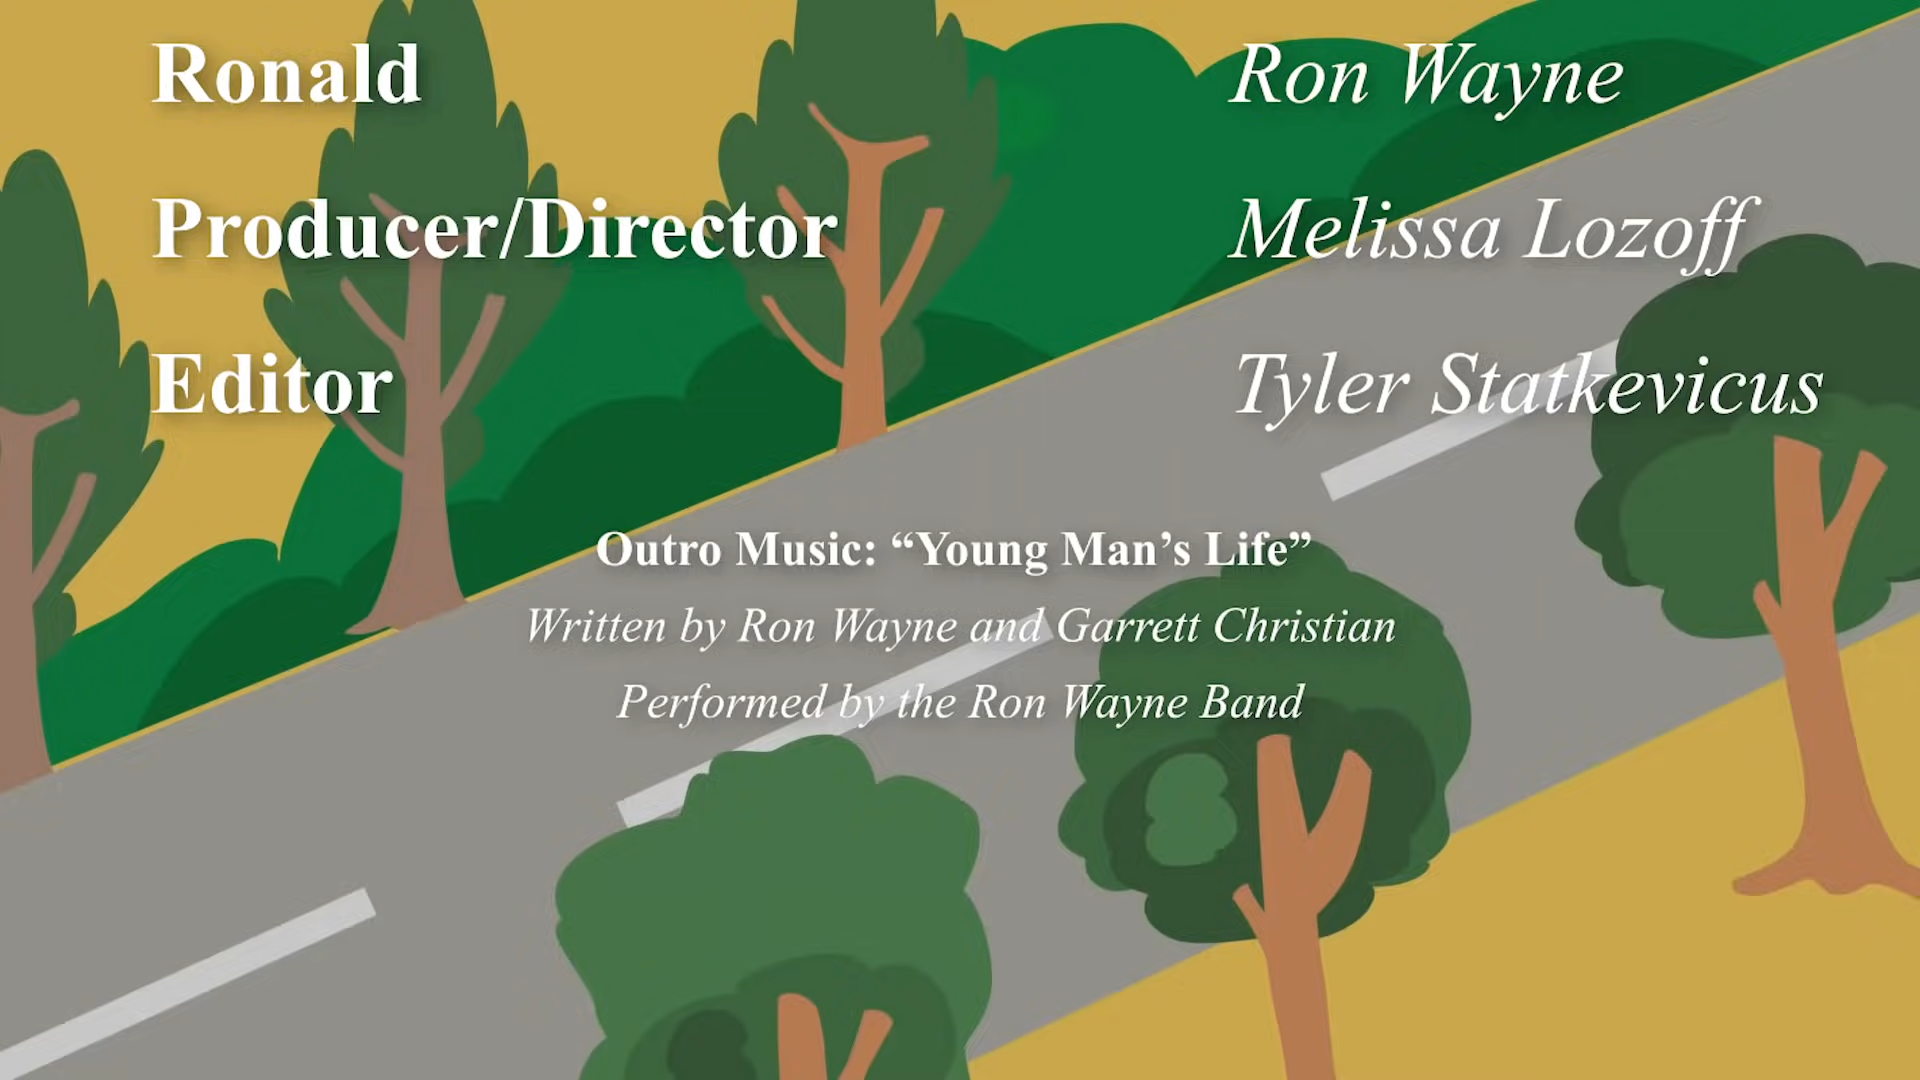 Ronald Ron Wayne
Producer/Director Melissa Lozoff
Editor Tyler Statkevicus
Outro Music: “Young Man’s Life”
Written by Ron Wayne and Garrett Christian
Performed by the Ron Wayne Band